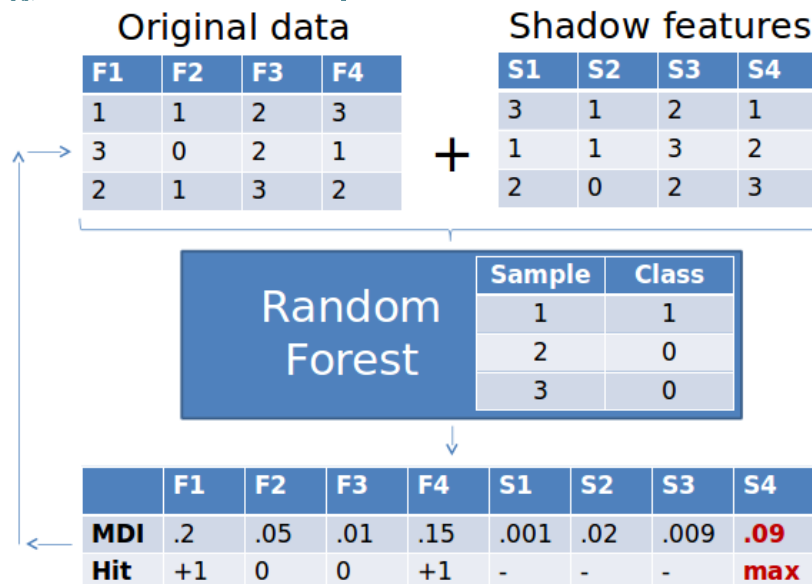 Original data
Shadow features
F1 F2 F3 F4
1 1 2 3
3 0 2 1
2 1 3 2
+
S1 S2 S3 S4
3 1 2 1
1 1 3 2
2 0 2 3
Random
Forest
Sample Class
1 1
2 0
3 0
F1 F2 F3 F4 S1 S2 S3 S4
MDI .2 .05 .01 .15 .001 .02 .009 .09
Hit +1 0 0 +1 - - - max